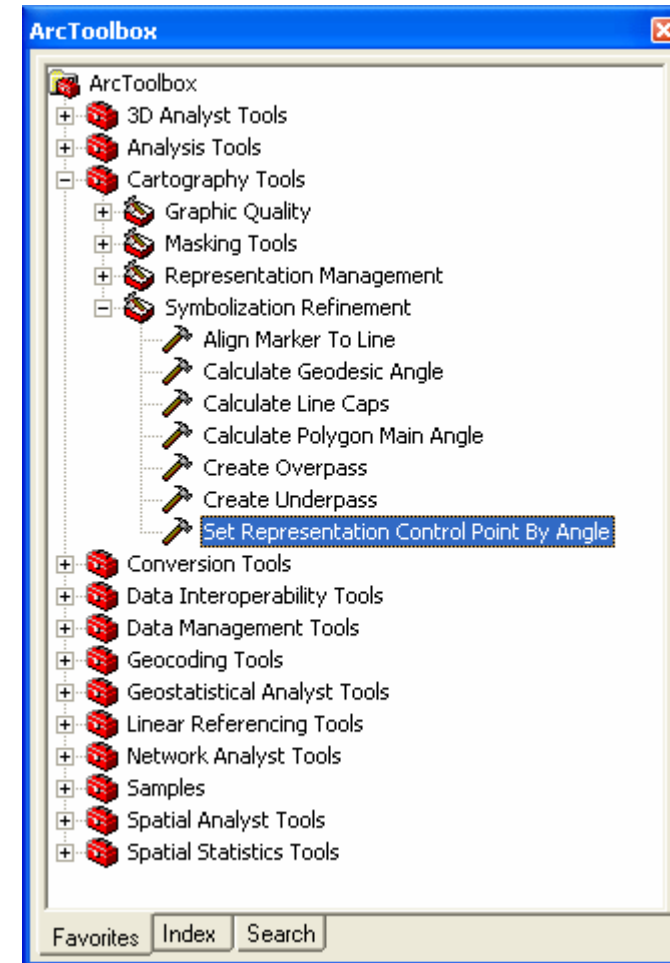 ArcToolbox
ArcToolbox
3D Analyst Tools
Analysis Tools
Cartography Tools
Graphic Quality
Masking Tools
Representation Management
Symbolization Refinement
Align Marker To Line
Calculate Geodesic Angle
Calculate Line Caps
Calculate Polygon Main Angle
Create Overpass
Create Underpass
Set Representation Control Point By Angle
Conversion Tools
Data Interoperability Tools
Data Management Tools
Geocoding Tools
Geostatistical Analyst Tools
Linear Referencing Tools
Network Analyst Tools
Samples
Spatial Analyst Tools
Spatial Statistics Tools
Favorites Index Search